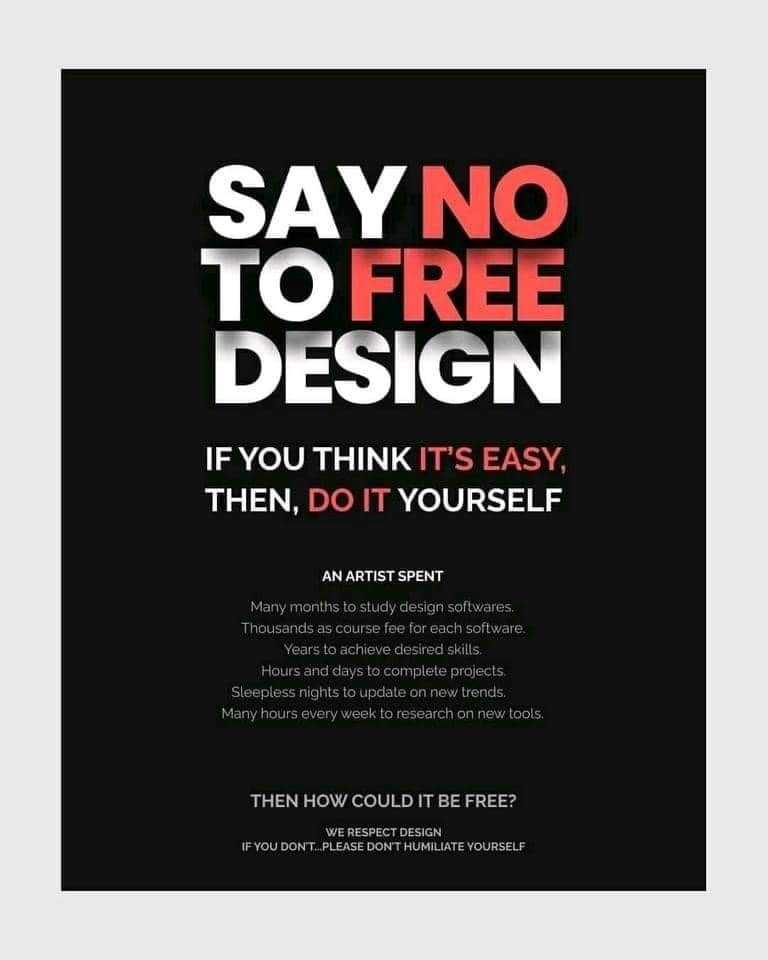 SAY NO
TO FREE
DESIGN
IF YOU THINK IT'S EASY,
THEN, DO IT YOURSELF
AN ARTIST SPENT
Many months to study design softwares.
Thousands as course fee for each software.
Years to achieve desired skills.
Hours and days to complete projects.
Sleepless nights to update on new trends.
Many hours every week to research on new tools.
THEN HOW COULD IT BE FREE?
WE RESPECT DESIGN
IF YOU DON'T...PLEASE DON'T HUMILIATE YOURSELF